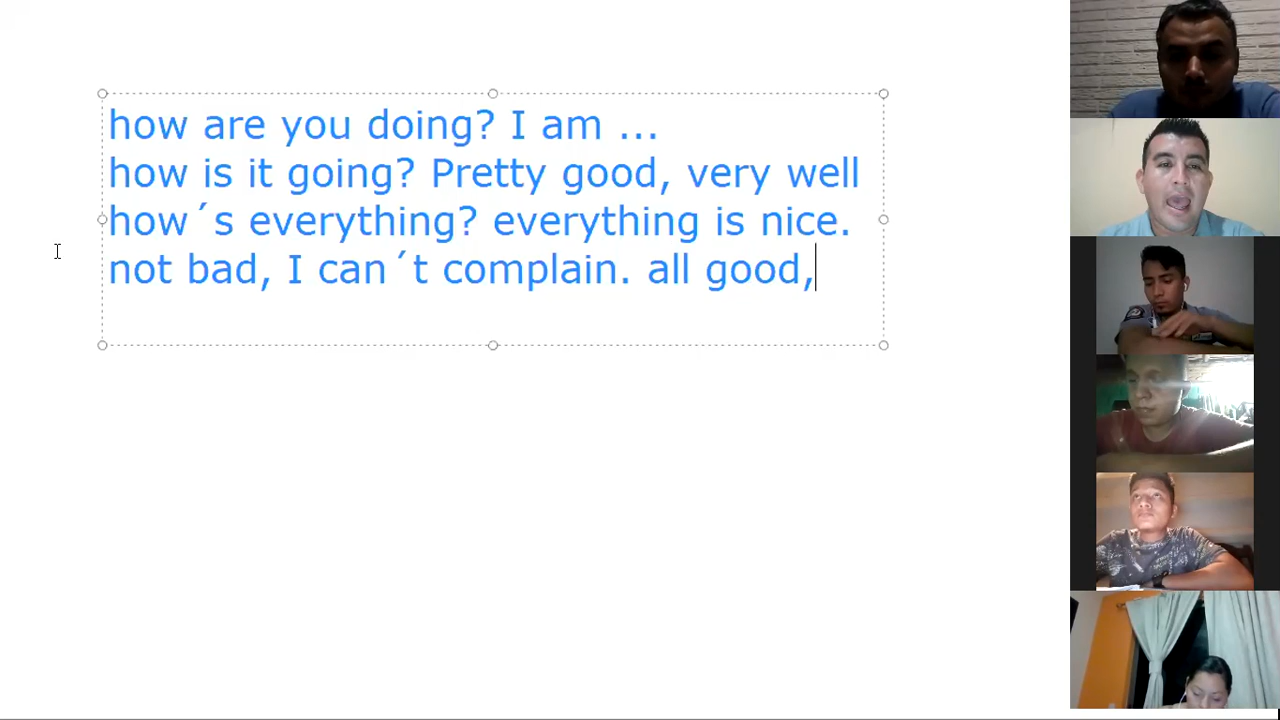 how are you doing? I am ...
how is it going? Pretty good, very well
how´s everything? everything is nice.
not bad, I can´t complain. all good,